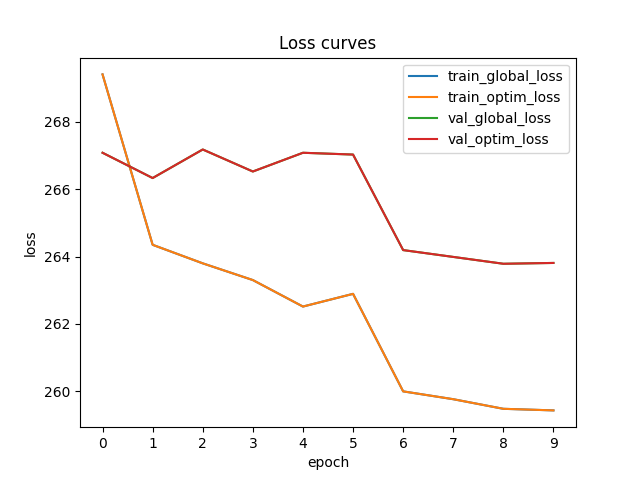 Loss curves
train_global_loss
train_optim_loss
val_global_loss
val_optim_loss
268
266
264
262
260
loss
0 1 2 3 4 5 6 7 8 9
epoch